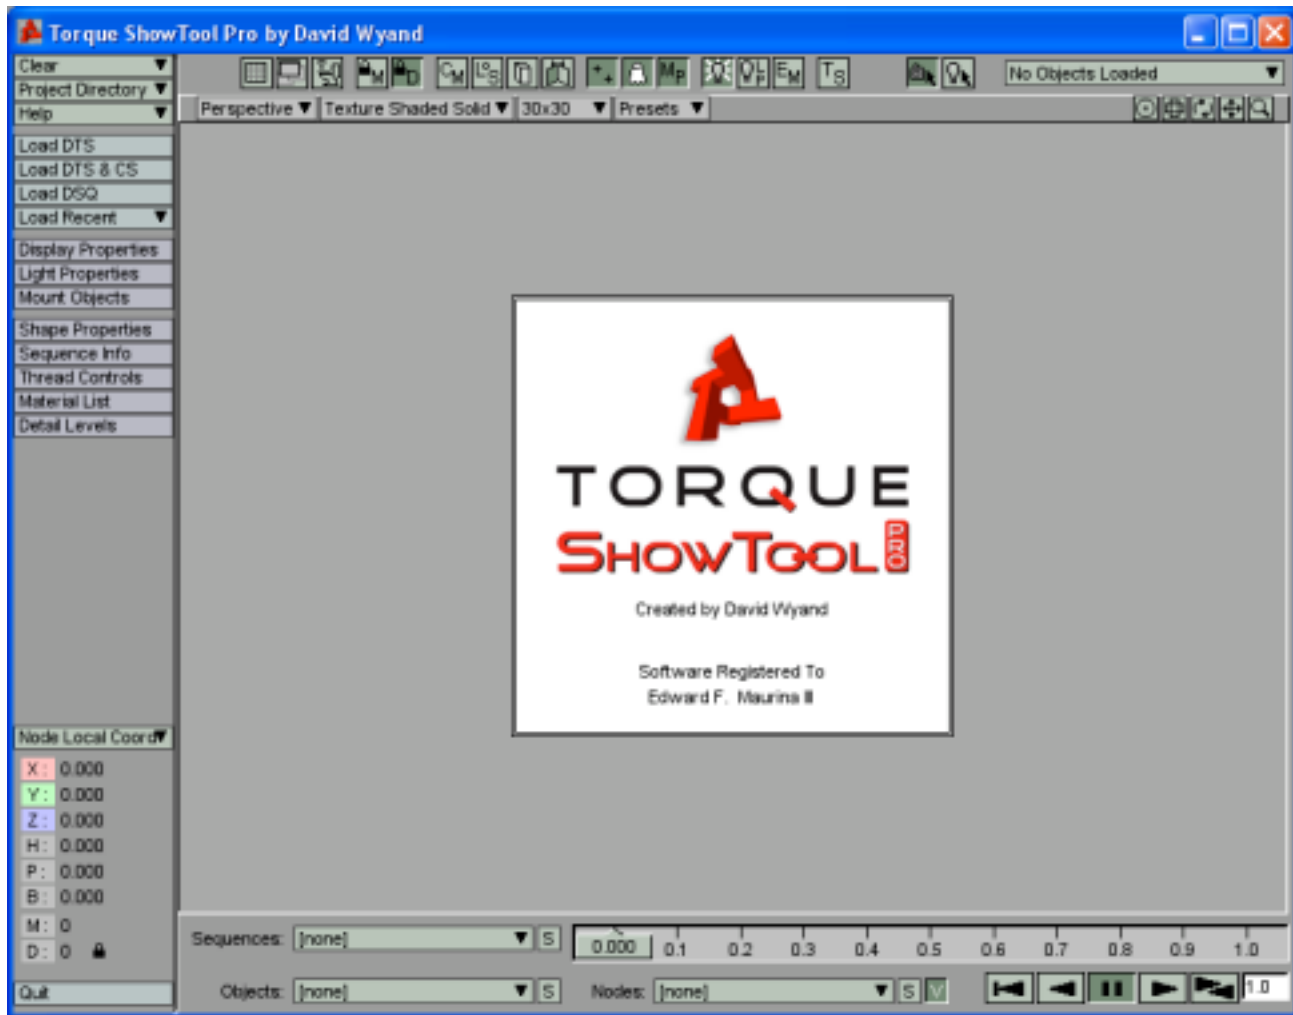 Torque ShowTool Pro by David Wyand
Clear
Project Directory
Help
No Objects Loaded
Perspective
Texture Shaded Solid
30x30
Presets
Load DTS
Load DTS & CS
Load DSQ
Load Recent
Display Properties
Light Properties
Mount Objects
Shape Properties
Sequence Info
Thread Controls
Material List
Detail Levels
TORQUE
SHOWTOOL PRO
Created by David Wyand
Software Registered To
Edward F. Maurina III
Node Local Coord
X: 0.000
Y: 0.000
Z: 0.000
H: 0.000
P: 0.000
B: 0.000
M: 0
D: 0
Quit
Sequences: [none] S
0.000 0.1 0.2 0.3 0.4 0.5 0.6 0.7 0.8 0.9 1.0
Objects: [none] S
Nodes: [none] S V
1.0